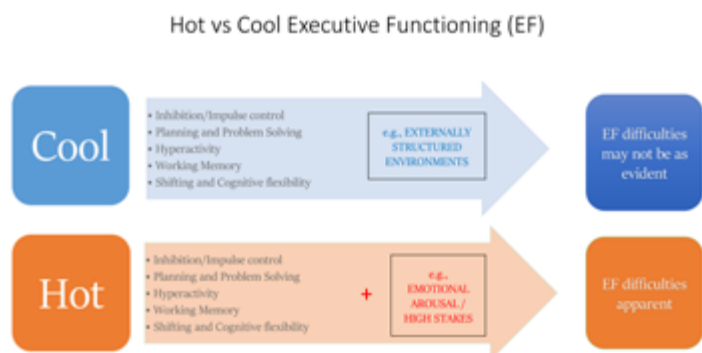 Hot vs Cool Executive Functioning (EF)
Cool
• Inhibition/Impulse control
• Planning and Problem Solving
• Hyperactivity
• Working Memory
• Shifting and Cognitive flexibility
e.g., EXTERNALLY
STRUCTURED
ENVIRONMENTS
EF difficulties
may not be as
evident
Hot
• Inhibition/Impulse control
• Planning and Problem Solving
• Hyperactivity
• Working Memory
• Shifting and Cognitive flexibility
+
e.g.,
EMOTIONAL
AROUSAL /
HIGH STAKES
EF difficulties
apparent